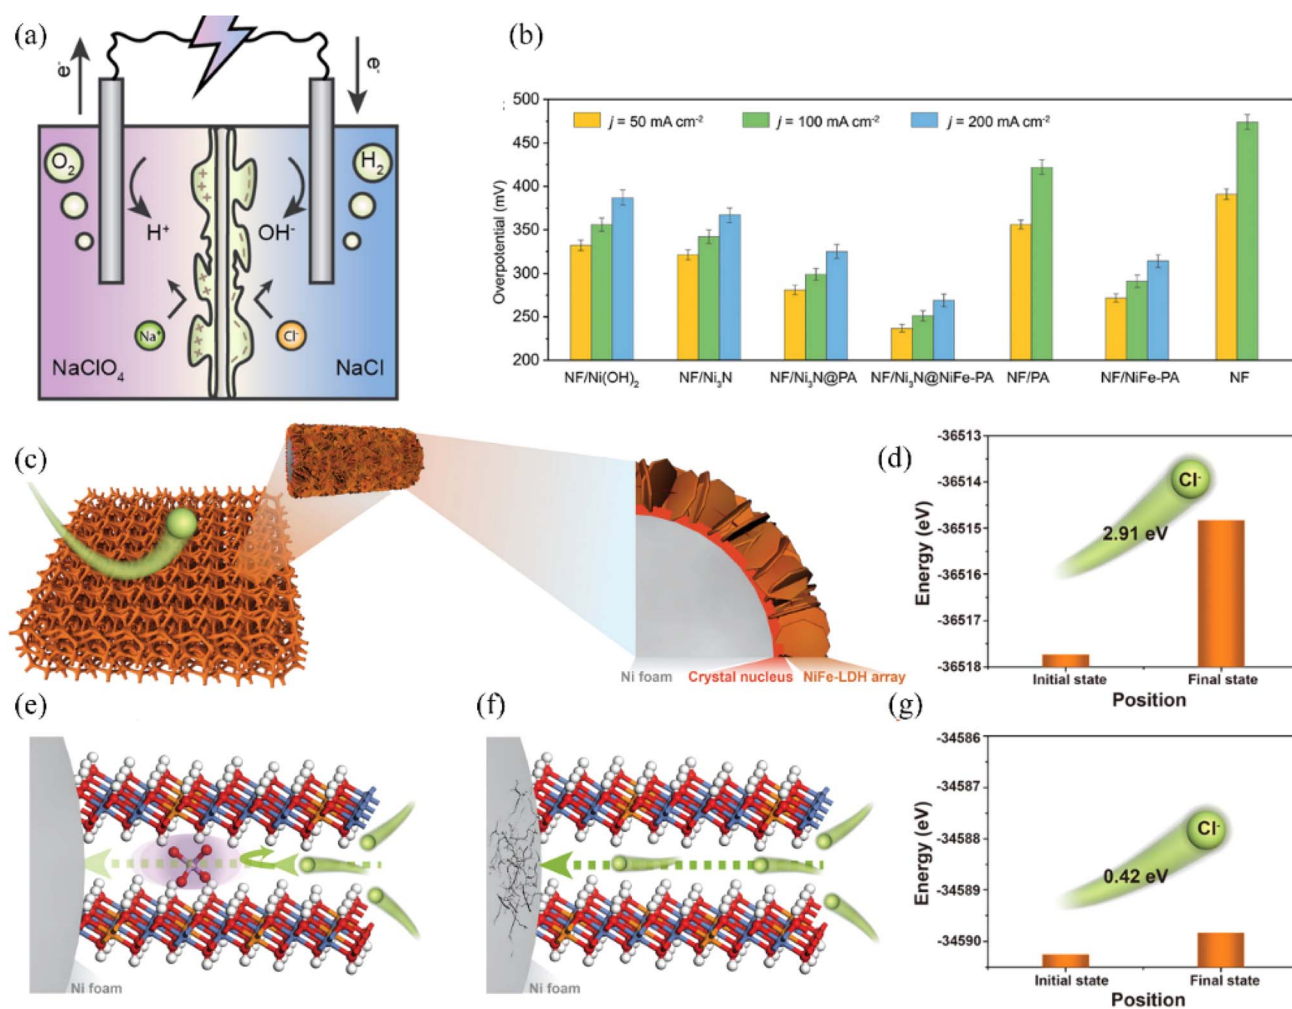 (a)
e⁻
e⁻
O₂
H₂
H⁺
OH⁻
Na⁺
Cl⁻
NaClO₄
NaCl
(b)
500
450
400
350
300
250
200
Overpotential (mV)
j = 50 mA cm⁻²
j = 100 mA cm⁻²
j = 200 mA cm⁻²
NF/Ni(OH)₂
NF/Ni₃N
NF/Ni₃N@PA
NF/Ni₃N@NiFe-PA
NF/PA
NF/NiFe-PA
NF
(c)
Ni foam
Crystal nucleus
NiFe-LDH array
(d)
-36513
-36514
-36515
-36516
-36517
-36518
Energy (eV)
Cl⁻
2.91 eV
Initial state
Final state
Position
(e)
Ni foam
(f)
Ni foam
(g)
-34586
-34587
-34588
-34589
-34590
Energy (eV)
Cl⁻
0.42 eV
Initial state
Final state
Position